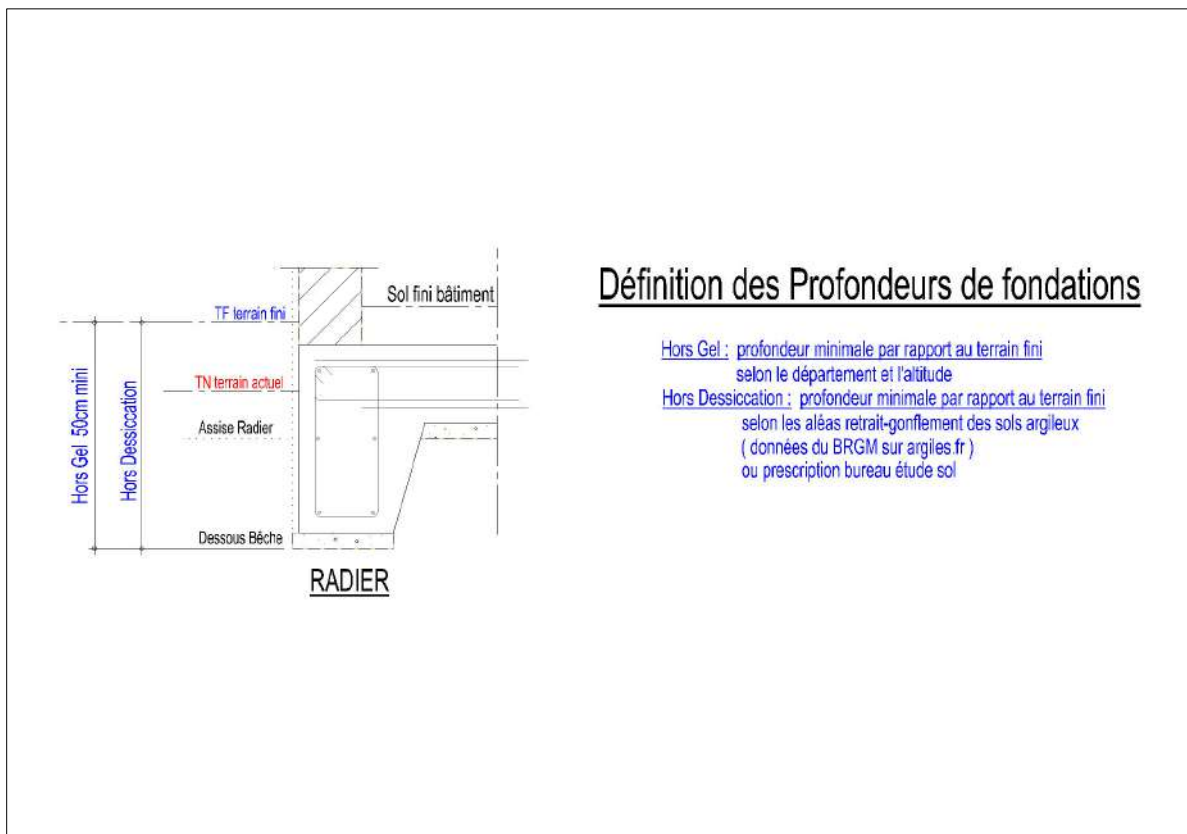 Définition des Profondeurs de fondations
Sol fini bâtiment
TF terrain fini
TN terrain actuel
Assise Radier
Dessous Bêche
Hors Gel 50cm mini
Hors Dessiccation
RADIER
Hors Gel : profondeur minimale par rapport au terrain fini
selon le département et l'altitude
Hors Dessiccation : profondeur minimale par rapport au terrain fini
selon les aléas retrait-gonflement des sols argileux
( données du BRGM sur argiles.fr )
ou prescription bureau étude sol